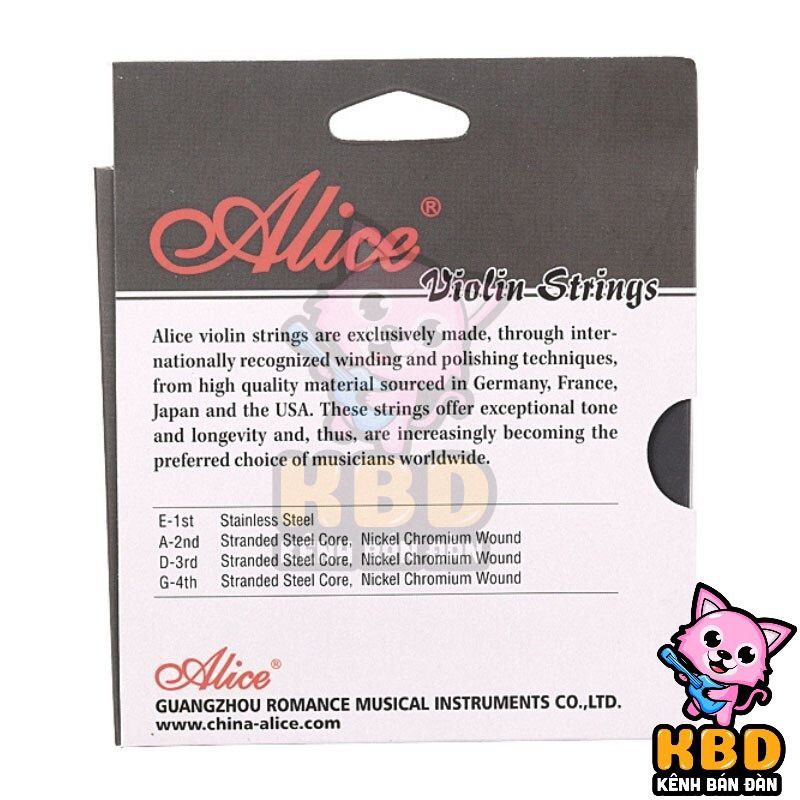 Alice®
Violin Strings
Alice violin strings are exclusively made, through inter-
nationally recognized winding and polishing techniques,
from high quality material sourced in Germany, France,
Japan and the USA. These strings offer exceptional tone
and longevity and, thus, are increasingly becoming the
preferred choice of musicians worldwide.
KBD
KÊNH BÁN ĐÀN
E-1st Stainless Steel
A-2nd Stranded Steel Core, Nickel Chromium Wound
D-3rd Stranded Steel Core, Nickel Chromium Wound
G-4th Stranded Steel Core, Nickel Chromium Wound
Alice®
GUANGZHOU ROMANCE MUSICAL INSTRUMENTS CO.,LTD.
www.china-alice.com
KBD
KÊNH BÁN ĐÀN